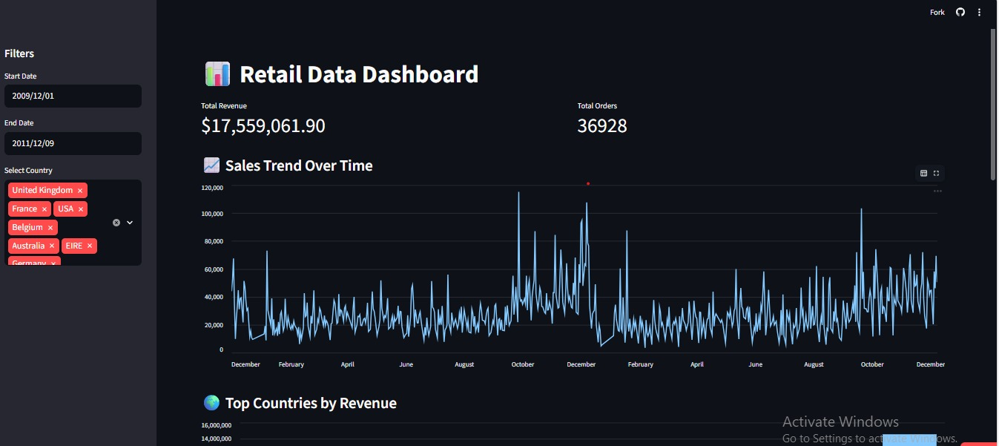 Fork
Filters
Start Date
2009/12/01
End Date
2011/12/09
Select Country
United Kingdom ×
France × USA ×
Belgium ×
Australia × EIRE ×
Germany ×
Retail Data Dashboard
Total Revenue
$17,559,061.90
Total Orders
36928
Sales Trend Over Time
120,000
100,000
80,000
60,000
40,000
20,000
0
December February April June August October December February April June August October December
Top Countries by Revenue
16,000,000
14,000,000
Activate Windows
Go to Settings to activate Windows.